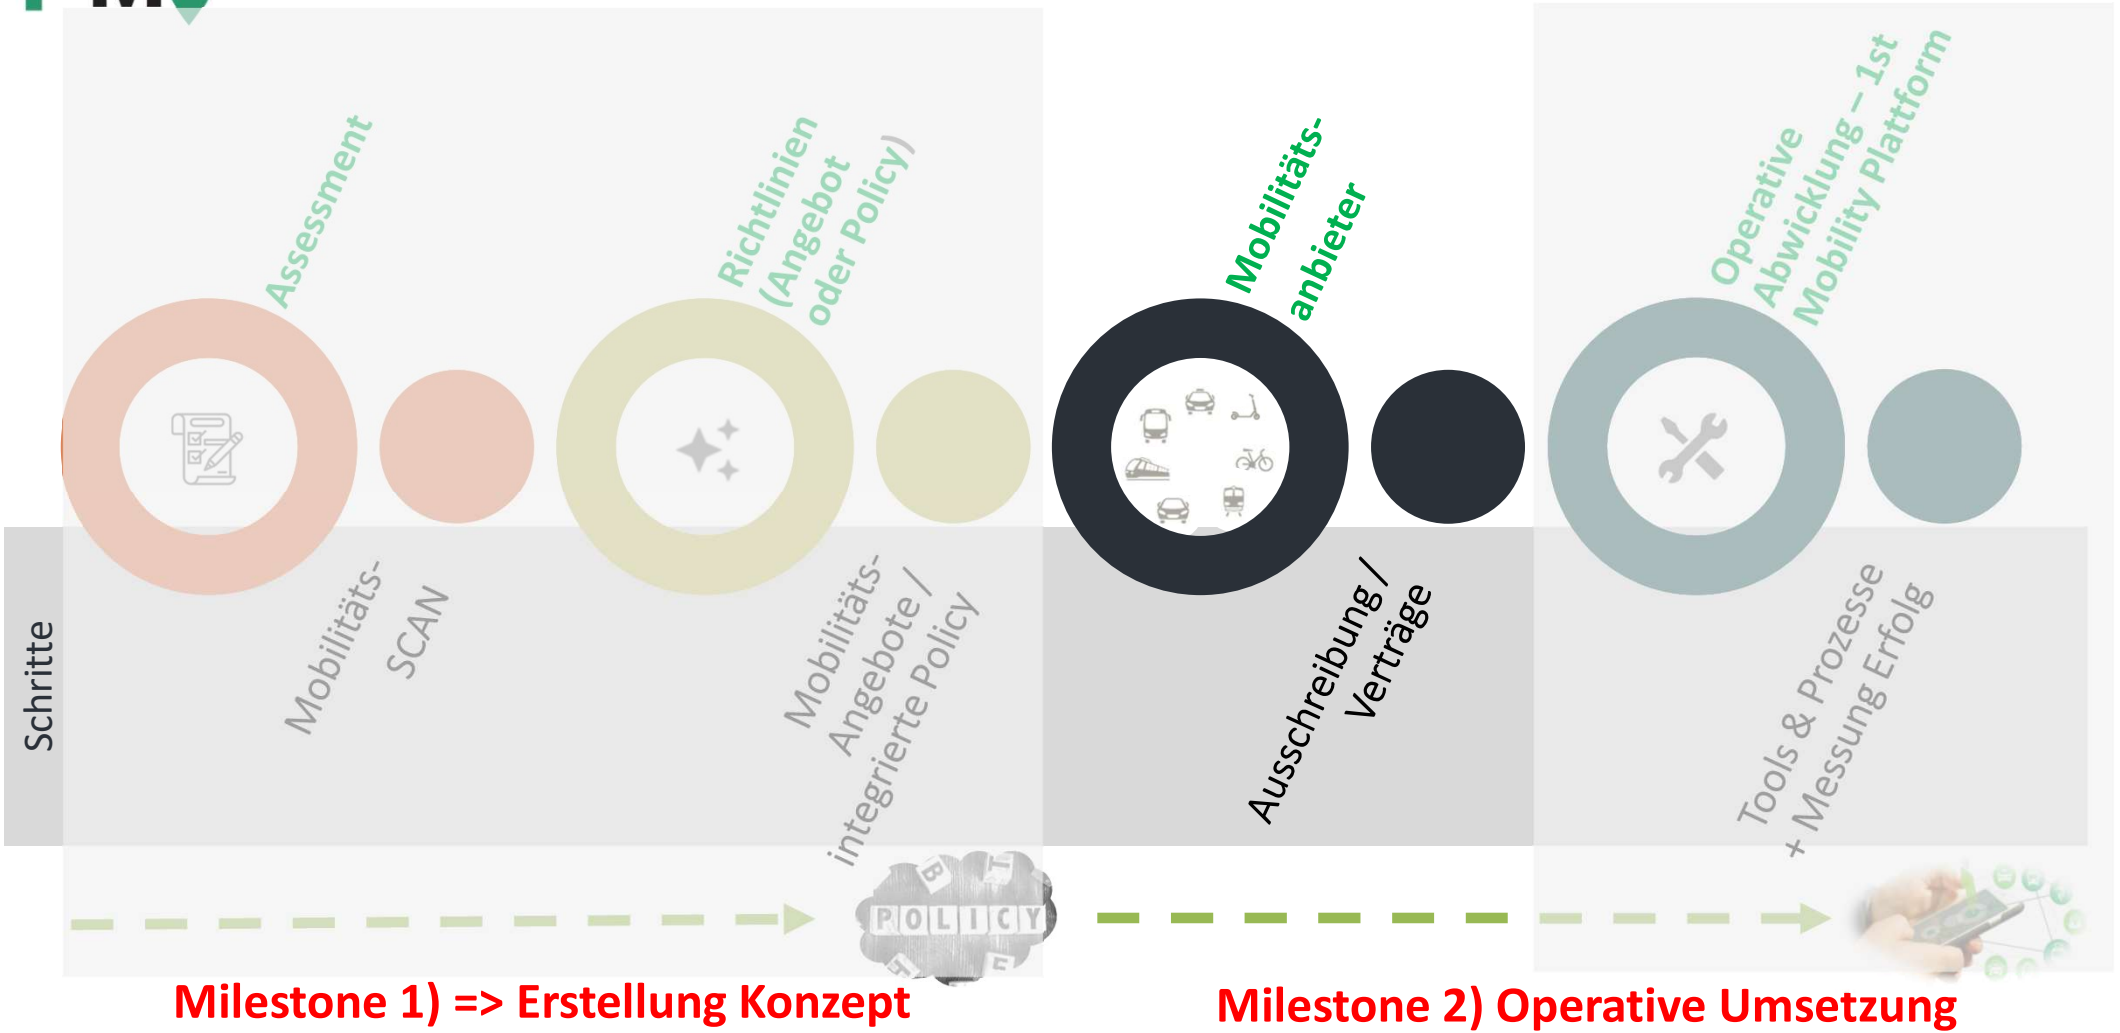 M
Assessment
Richtlinien
(Angebot
oder Policy)
Mobilitäts-
anbieter
Operative
Abwicklung – 1st
Mobility Plattform
Schritte
Mobilitäts-
SCAN
Mobilitäts-
Angebote /
integrierte Policy
Ausschreibung /
Verträge
Tools & Prozesse
+ Messung Erfolg
B
T
POLICY
Milestone 1) => Erstellung Konzept
Milestone 2) Operative Umsetzung